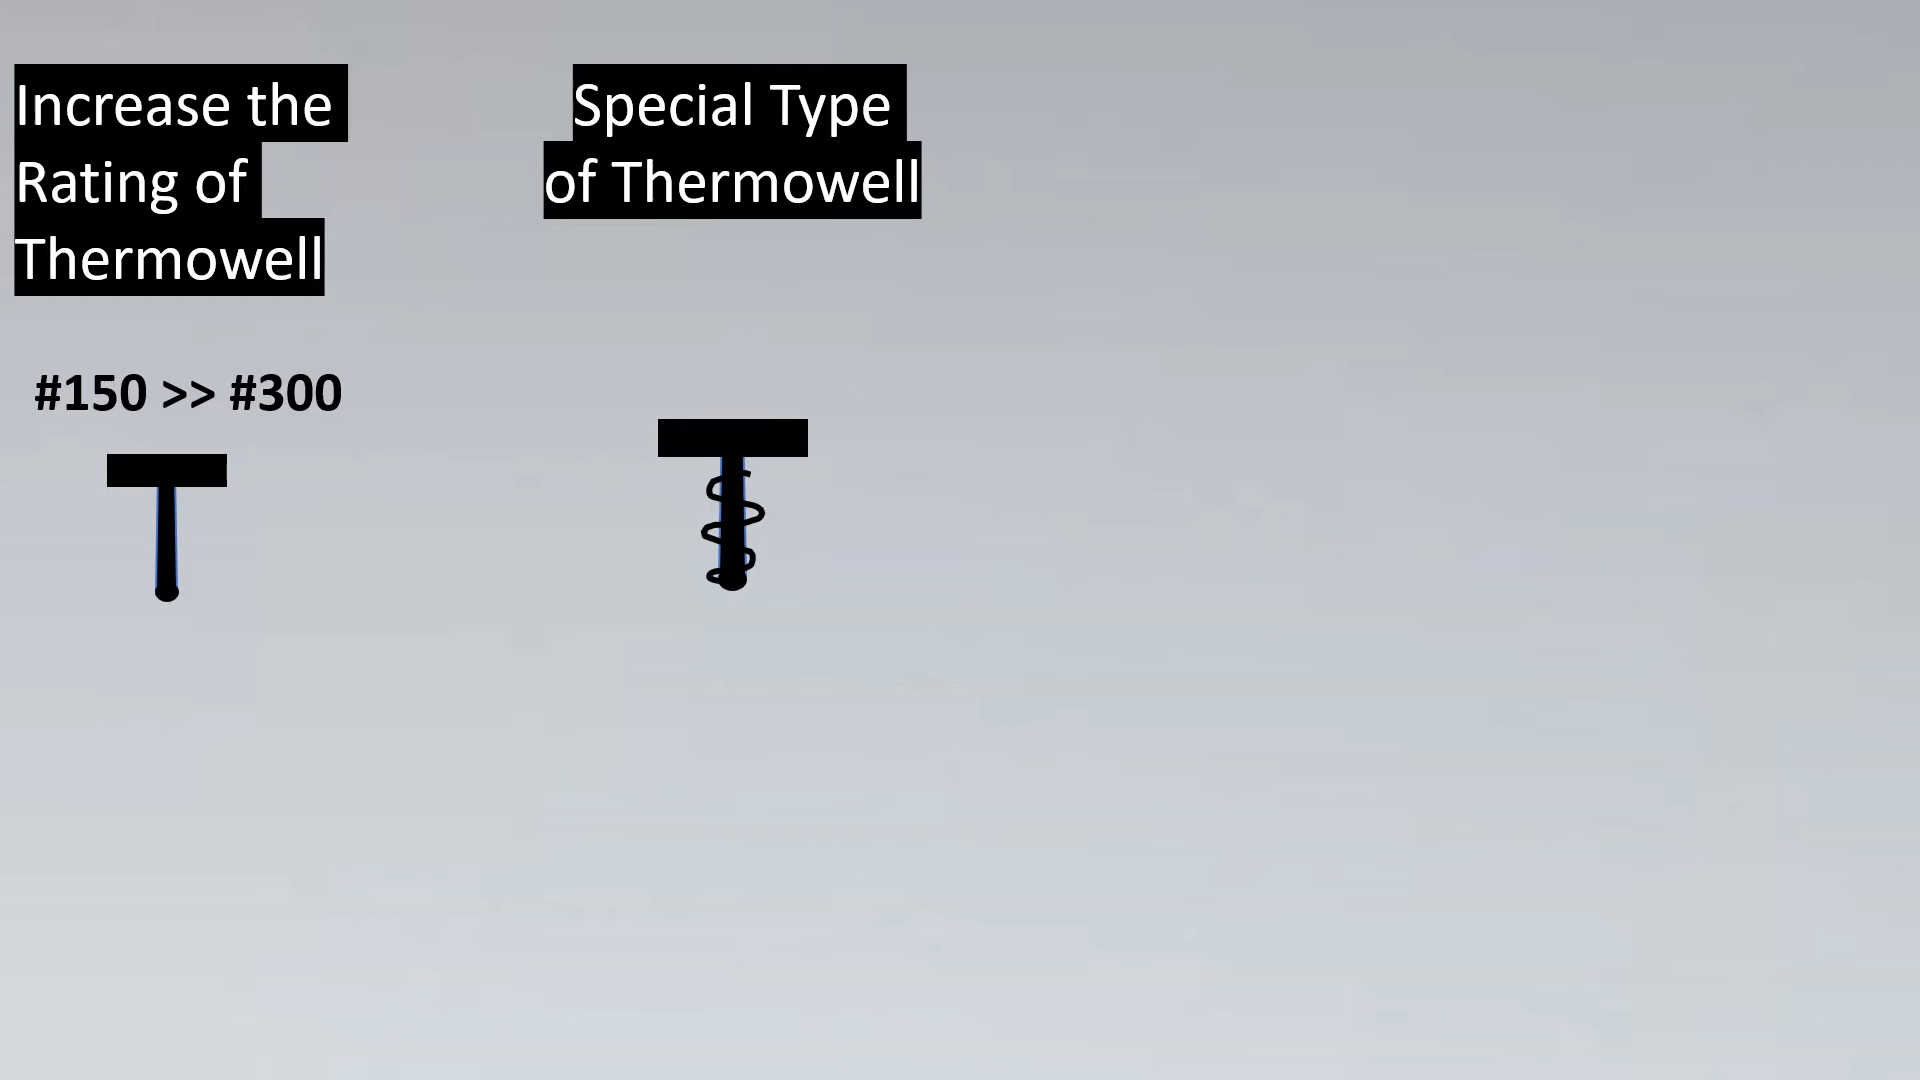 Increase the
Rating of
Thermowell
#150 >> #300
Special Type
of Thermowell